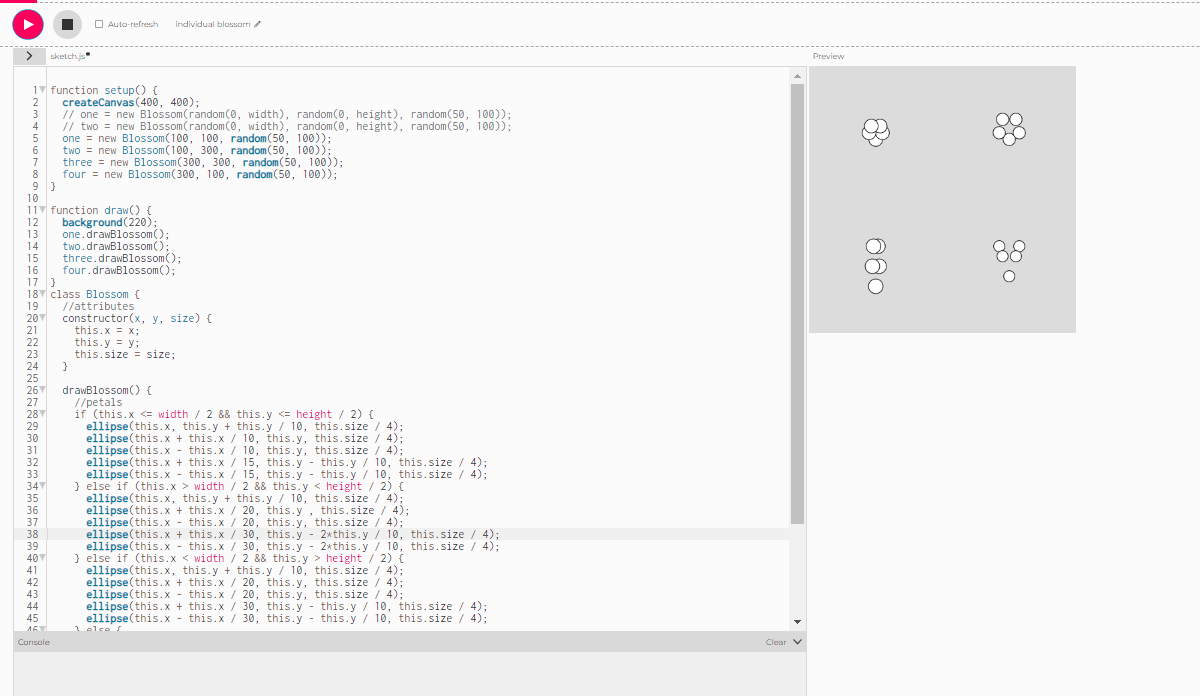 Auto-refresh individual blossom
sketch.js
Preview
1 function setup() {
2 createCanvas(400, 400);
3 // one = new Blossom(random(0, width), random(0, height), random(50, 100));
4 // two = new Blossom(random(0, width), random(0, height), random(50, 100));
5 one = new Blossom(100, 100, random(50, 100));
6 two = new Blossom(100, 300, random(50, 100));
7 three = new Blossom(300, 300, random(50, 100));
8 four = new Blossom(300, 100, random(50, 100));
9 }
10
11 function draw() {
12 background(220);
13 one.drawBlossom();
14 two.drawBlossom();
15 three.drawBlossom();
16 four.drawBlossom();
17 }
18 class Blossom {
19 //attributes
20 constructor(x, y, size) {
21 this.x = x;
22 this.y = y;
23 this.size = size;
24 }
25
26 drawBlossom() {
27 //petals
28 if (this.x <= width / 2 && this.y <= height / 2) {
29 ellipse(this.x, this.y + this.y / 10, this.size / 4);
30 ellipse(this.x + this.x / 10, this.y, this.size / 4);
31 ellipse(this.x - this.x / 10, this.y, this.size / 4);
32 ellipse(this.x + this.x / 15, this.y - this.y / 10, this.size / 4);
33 ellipse(this.x - this.x / 15, this.y - this.y / 10, this.size / 4);
34 } else if (this.x > width / 2 && this.y < height / 2) {
35 ellipse(this.x, this.y + this.y / 10, this.size / 4);
36 ellipse(this.x + this.x / 20, this.y , this.size / 4);
37 ellipse(this.x - this.x / 20, this.y, this.size / 4);
38 ellipse(this.x + this.x / 30, this.y - 2*this.y / 10, this.size / 4);
39 ellipse(this.x - this.x / 30, this.y - 2*this.y / 10, this.size / 4);
40 } else if (this.x < width / 2 && this.y > height / 2) {
41 ellipse(this.x, this.y + this.y / 10, this.size / 4);
42 ellipse(this.x + this.x / 20, this.y, this.size / 4);
43 ellipse(this.x - this.x / 20, this.y, this.size / 4);
44 ellipse(this.x + this.x / 30, this.y - this.y / 10, this.size / 4);
45 ellipse(this.x - this.x / 30, this.y - this.y / 10, this.size / 4);
46 } else {
Console Clear